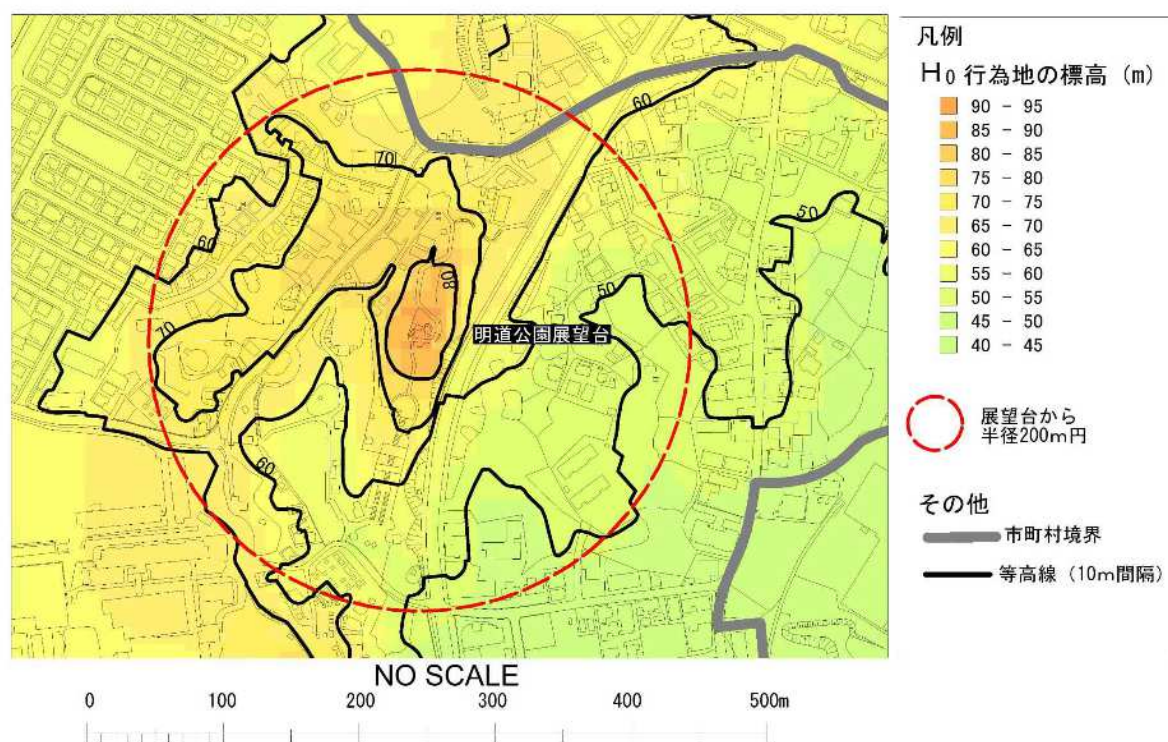 60
70
60
50
50
80
70
60
明道公園展望台
NO SCALE
0 100 200 300 400 500m
凡例
H₀ 行為地の標高 (m)
90 - 95
85 - 90
80 - 85
75 - 80
70 - 75
65 - 70
60 - 65
55 - 60
50 - 55
45 - 50
40 - 45
展望台から
半径200m円
その他
市町村境界
等高線 (10m間隔)